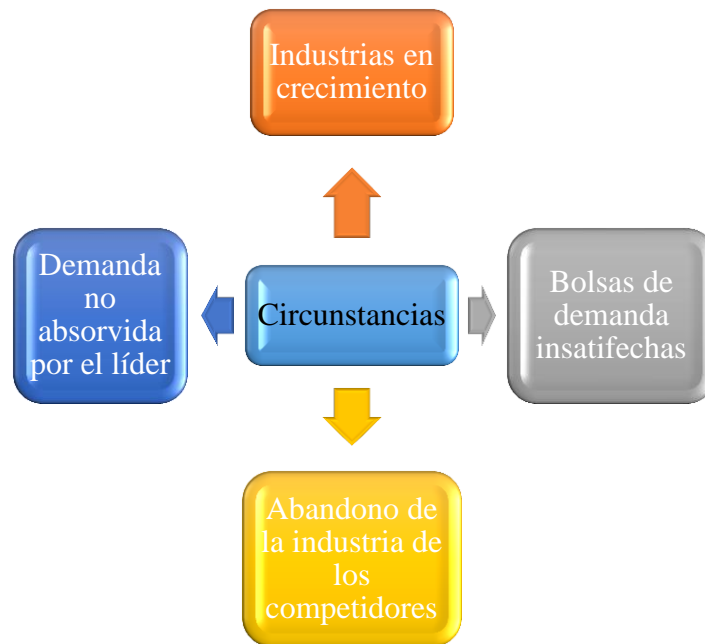 Industrias en
crecimiento
Demanda
no
absorvida
por el líder
Circunstancias
Bolsas de
demanda
insatifechas
Abandono de
la industria de
los
competidores